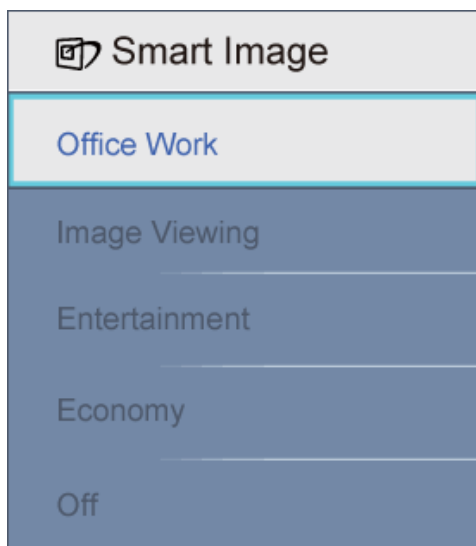 Smart Image
Office Work
Image Viewing
Entertainment
Economy
Off